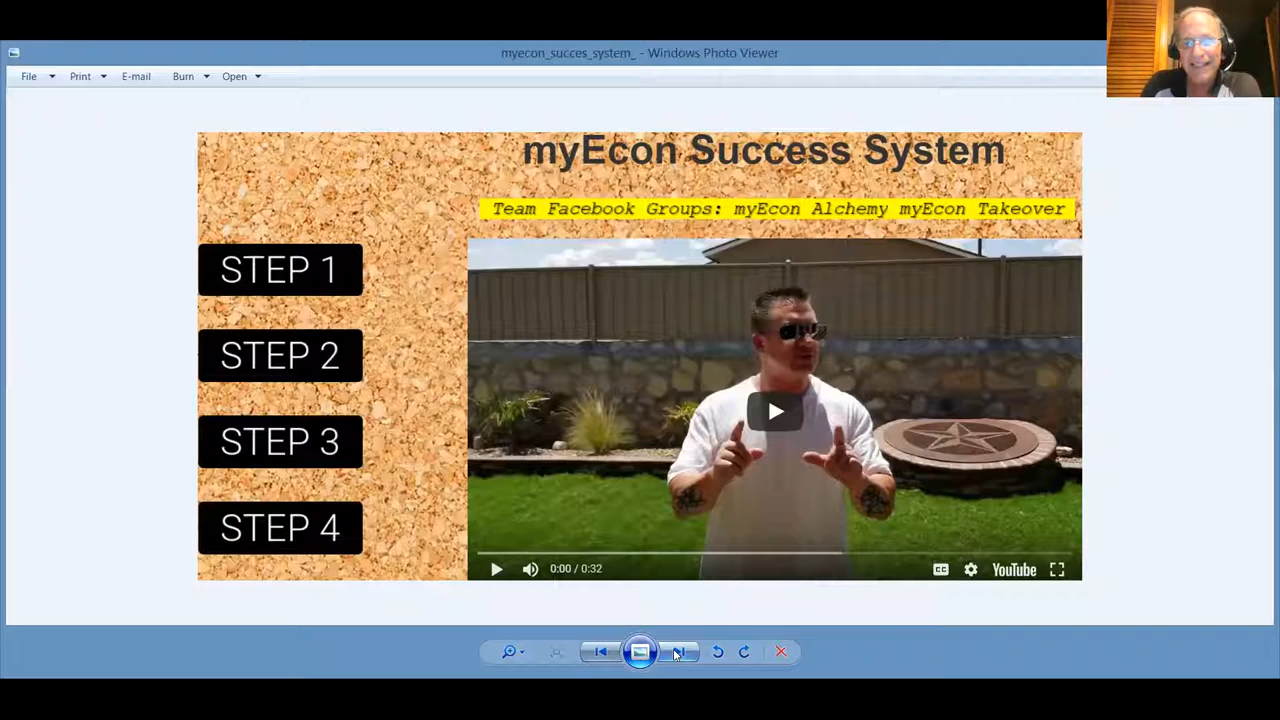 myecon_succes_system_ - Windows Photo Viewer
File Print E-mail Burn Open
myEcon Success System
Team Facebook Groups: myEcon Alchemy myEcon Takeover
STEP 1
STEP 2
STEP 3
STEP 4
0:00 / 0:32
CC
YouTube